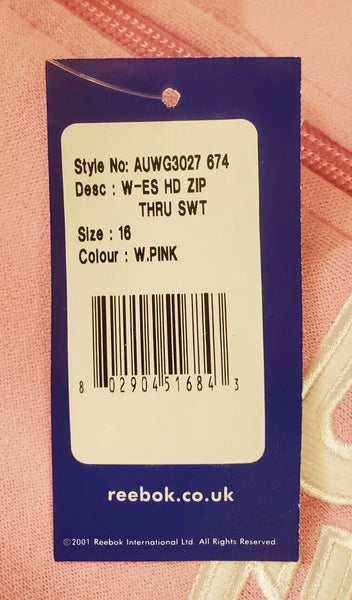 Style No: AUWG3027 674
Desc : W-ES HD ZIP
THRU SWT
Size : 16
Colour : W.PINK
8 02904 51684 3
reebok.co.uk
©2001 Reebok International Ltd. All Rights Reserved.